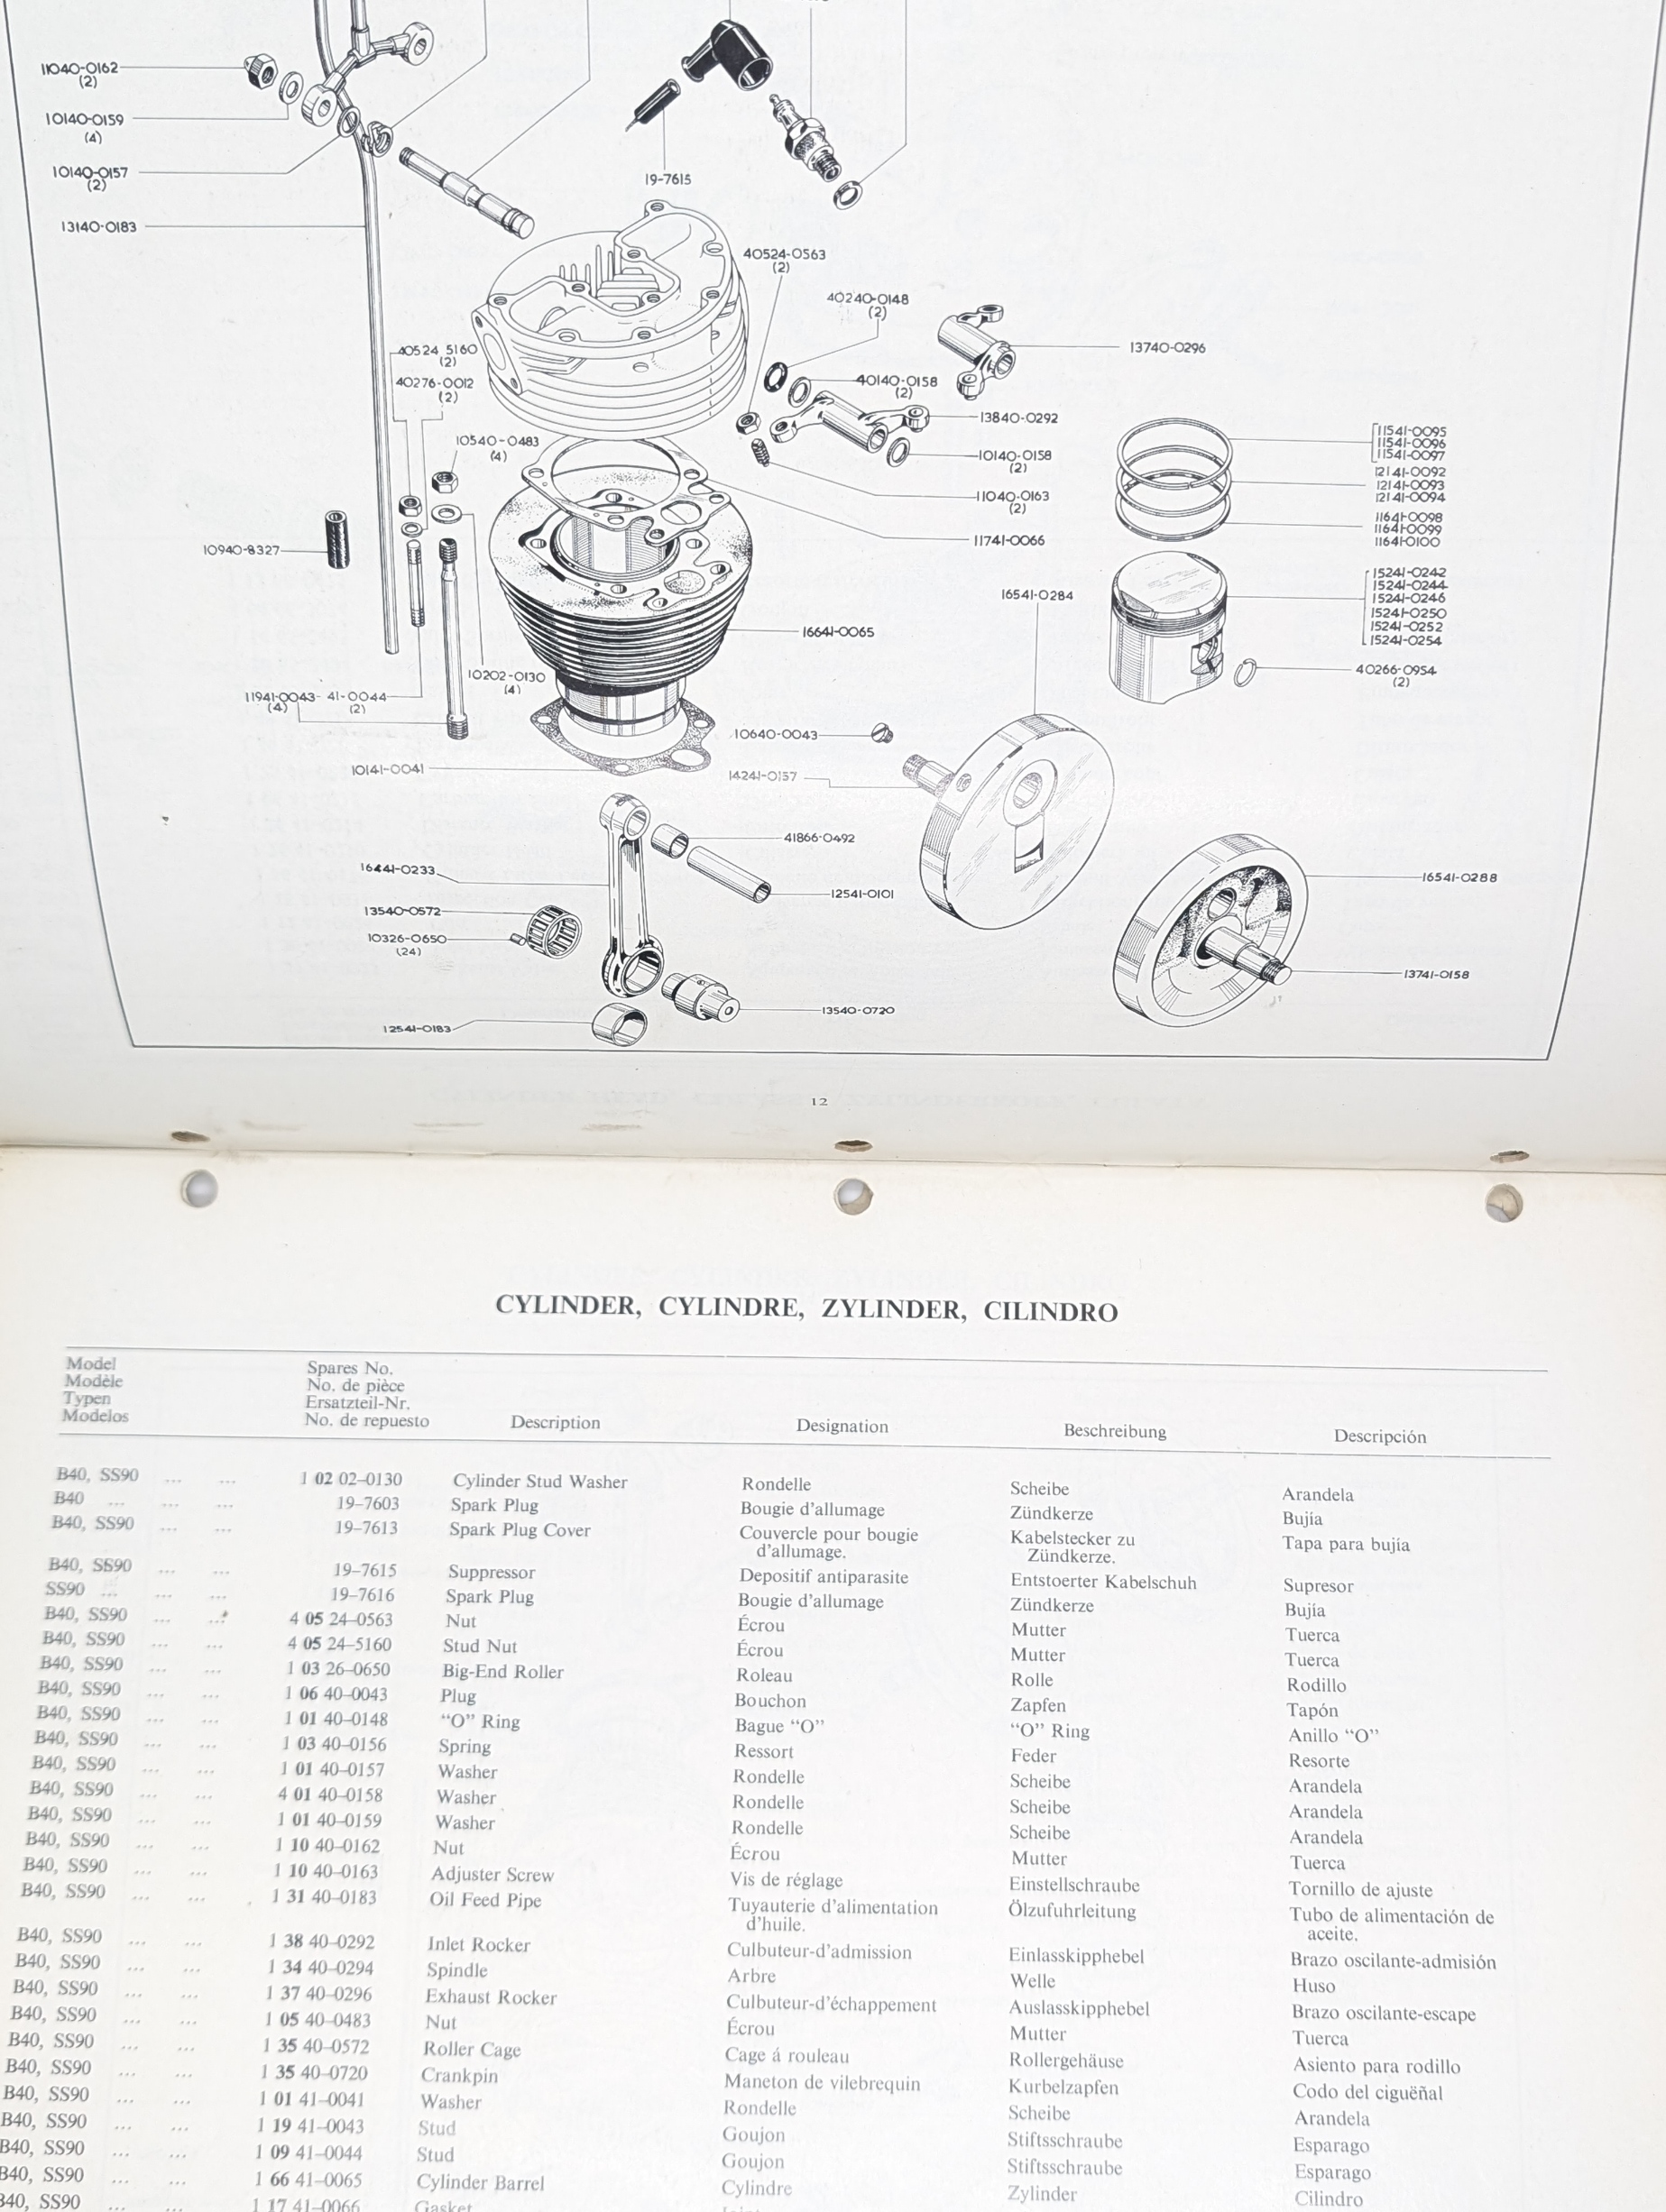 11040-0162
(2)
10140-0159
(4)
10140-0157
(2)
13140-0183
19-7615
40524-0563
(2)
40240-0148
(2)
13740-0296
40524 5160
(2)
40276-0012
(2)
40140-0158
(2)
13840-0292
10540-0483
(4)
10140-0158
(2)
11040-0163
(2)
11741-0066
11541-0095
11541-0096
11541-0097
12141-0092
12141-0093
12141-0094
11641-0098
11641-0099
11641-0100
10940-8327
16541-0284
15241-0242
15241-0244
15241-0246
15241-0250
15241-0252
15241-0254
16641-0065
40266-0954
(2)
10202-0130
(4)
11941-0043- 41-0044
(4) (2)
10640-0043
10141-0041
14241-0157
41866-0492
16441-0233
12541-0101
16541-0288
13540-0572
10326-0650
(24)
13741-0158
13540-0720
12541-0183
12
CYLINDER, CYLINDRE, ZYLINDER, CILINDRO
Model Spares No.
Modèle No. de pièce
Typen Ersatzteil-Nr.
Modelos No. de repuesto Description Designation Beschreibung Descripción
B40, SS90 ... ... 1 02 02–0130 Cylinder Stud Washer Rondelle Scheibe Arandela
B40 ... ... ... 19–7603 Spark Plug Bougie d'allumage Zündkerze Bujía
B40, SS90 ... ... 19–7613 Spark Plug Cover Couvercle pour bougie Kabelstecker zu Tapa para bujía
d'allumage. Zündkerze.
B40, SS90 ... ... 19–7615 Suppressor Depositif antiparasite Entstoerter Kabelschuh Supresor
SS90 ... ... ... 19–7616 Spark Plug Bougie d'allumage Zündkerze Bujía
B40, SS90 ... ... 4 05 24–0563 Nut Écrou Mutter Tuerca
B40, SS90 ... ... 4 05 24–5160 Stud Nut Écrou Mutter Tuerca
B40, SS90 ... ... 1 03 26–0650 Big-End Roller Roleau Rolle Rodillo
B40, SS90 ... ... 1 06 40–0043 Plug Bouchon Zapfen Tapón
B40, SS90 ... ... 1 01 40–0148 "O" Ring Bague "O" "O" Ring Anillo "O"
B40, SS90 ... ... 1 03 40–0156 Spring Ressort Feder Resorte
B40, SS90 ... ... 1 01 40–0157 Washer Rondelle Scheibe Arandela
B40, SS90 ... ... 4 01 40–0158 Washer Rondelle Scheibe Arandela
B40, SS90 ... ... 1 01 40–0159 Washer Rondelle Scheibe Arandela
B40, SS90 ... ... 1 10 40–0162 Nut Écrou Mutter Tuerca
B40, SS90 ... ... 1 10 40–0163 Adjuster Screw Vis de réglage Einstellschraube Tornillo de ajuste
B40, SS90 ... ... 1 31 40–0183 Oil Feed Pipe Tuyauterie d'alimentation Ölzufuhrleitung Tubo de alimentación de
d'huile. aceite.
B40, SS90 ... ... 1 38 40–0292 Inlet Rocker Culbuteur-d'admission Einlasskipphebel Brazo oscilante-admisión
B40, SS90 ... ... 1 34 40–0294 Spindle Arbre Welle Huso
B40, SS90 ... ... 1 37 40–0296 Exhaust Rocker Culbuteur-d'échappement Auslasskipphebel Brazo oscilante-escape
B40, SS90 ... ... 1 05 40–0483 Nut Écrou Mutter Tuerca
B40, SS90 ... ... 1 35 40–0572 Roller Cage Cage á rouleau Rollergehäuse Asiento para rodillo
B40, SS90 ... ... 1 35 40–0720 Crankpin Maneton de vilebrequin Kurbelzapfen Codo del ciguëñal
B40, SS90 ... ... 1 01 41–0041 Washer Rondelle Scheibe Arandela
B40, SS90 ... ... 1 19 41–0043 Stud Goujon Stiftsschraube Esparago
B40, SS90 ... ... 1 09 41–0044 Stud Goujon Stiftsschraube Esparago
B40, SS90 ... ... 1 66 41–0065 Cylinder Barrel Cylindre Zylinder Cilindro
B40, SS90 ... ... 1 17 41–0066 Gasket